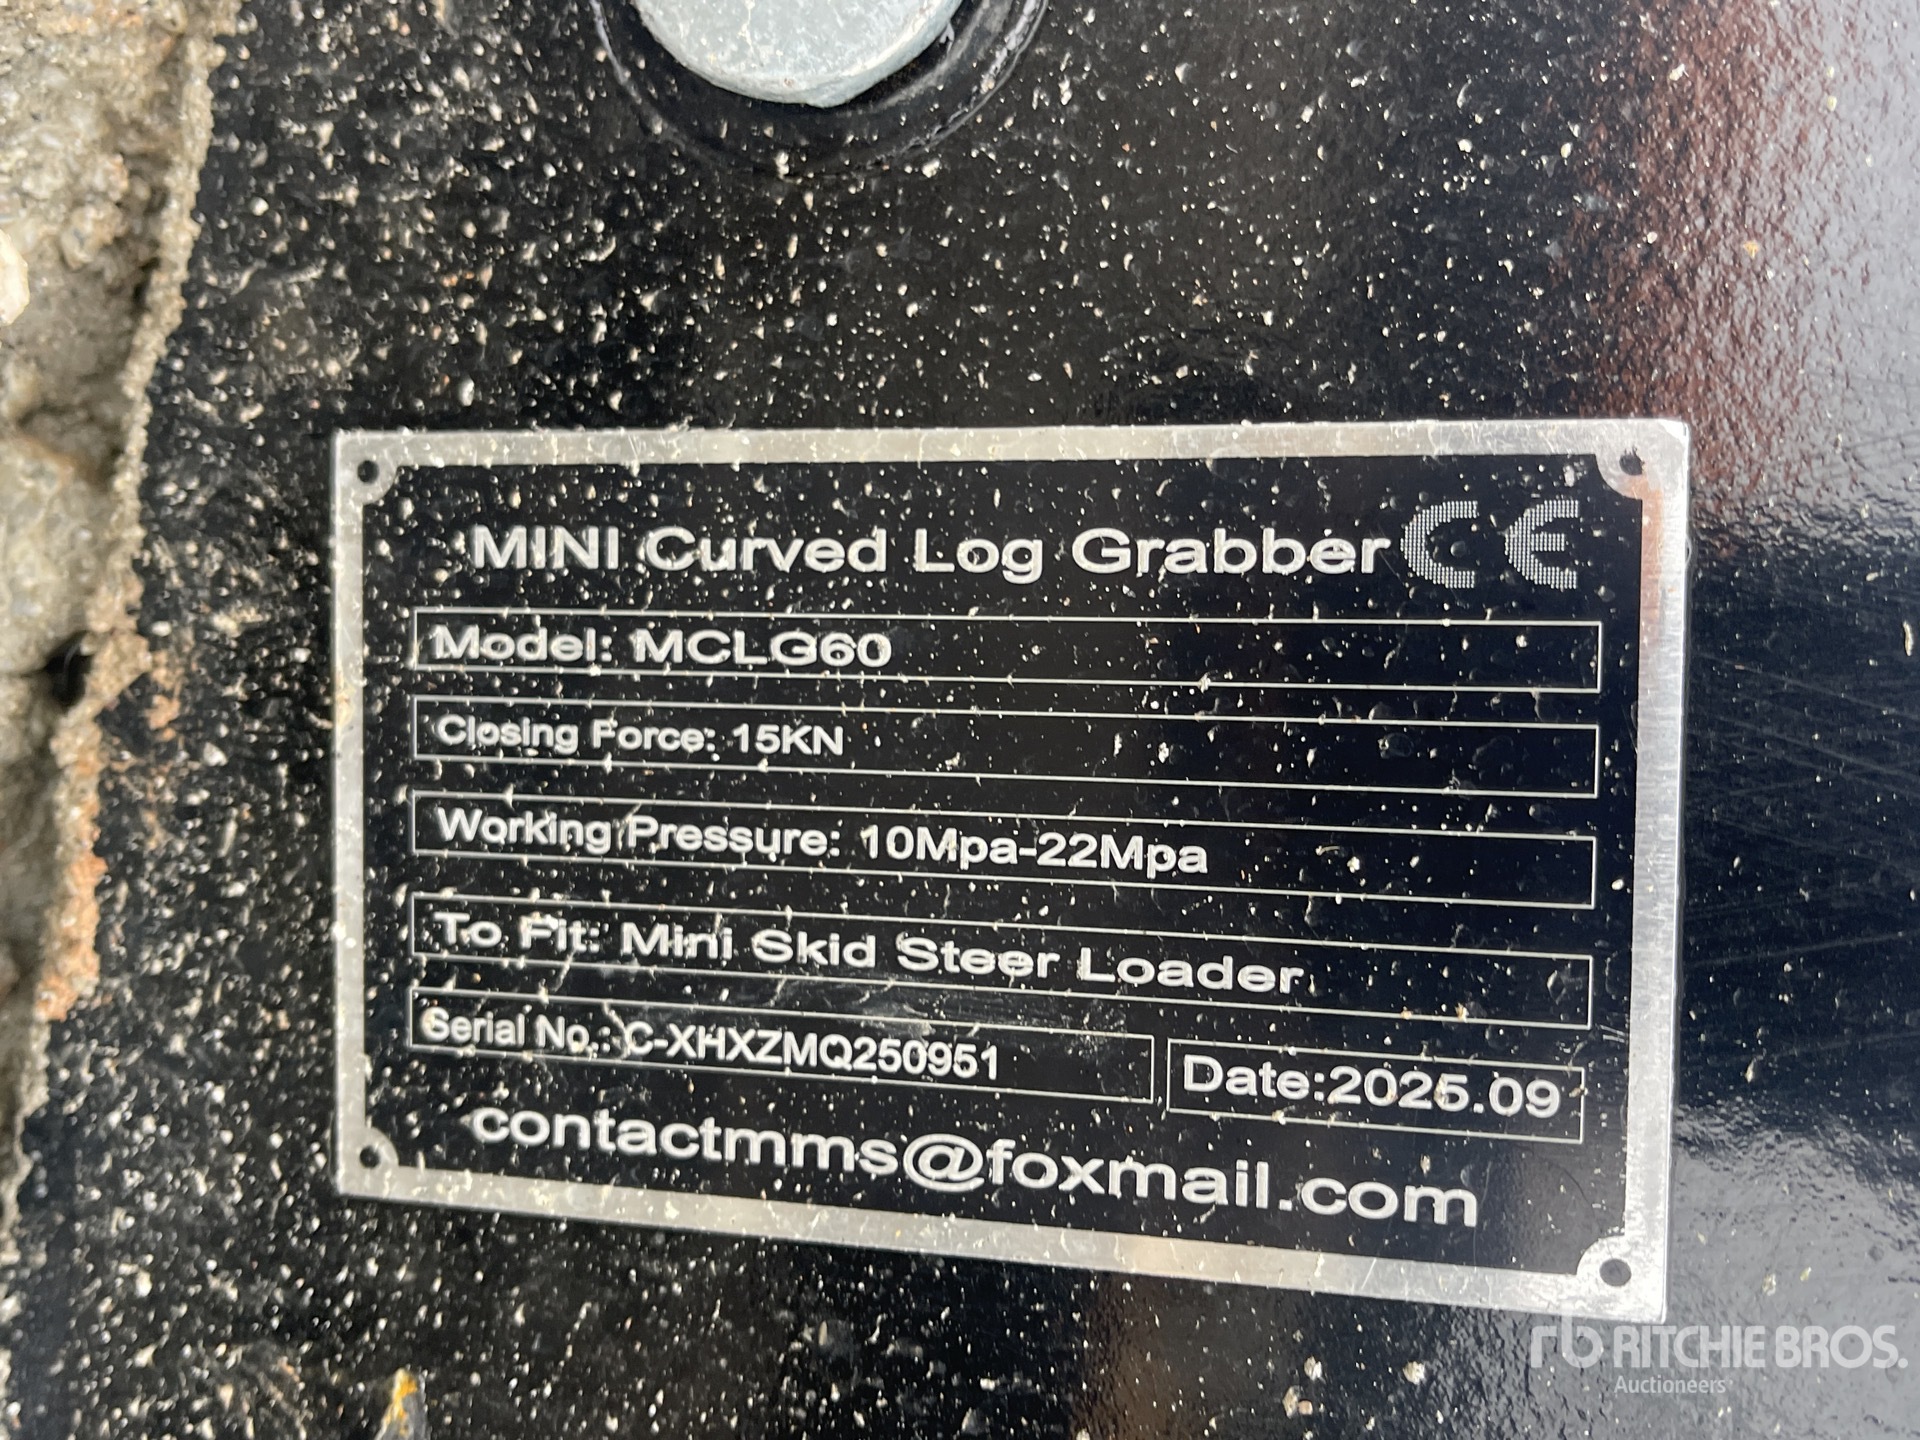 MINI Curved Log Grabber CE
Model: MCLG60
Closing Force: 15KN
Working Pressure: 10Mpa-22Mpa
To Fit: Mini Skid Steer Loader
Serial No.: C-XHXZMQ250951
Date:2025.09
contactmms@foxmail.com
rb RITCHIE BROS.
Auctioneers